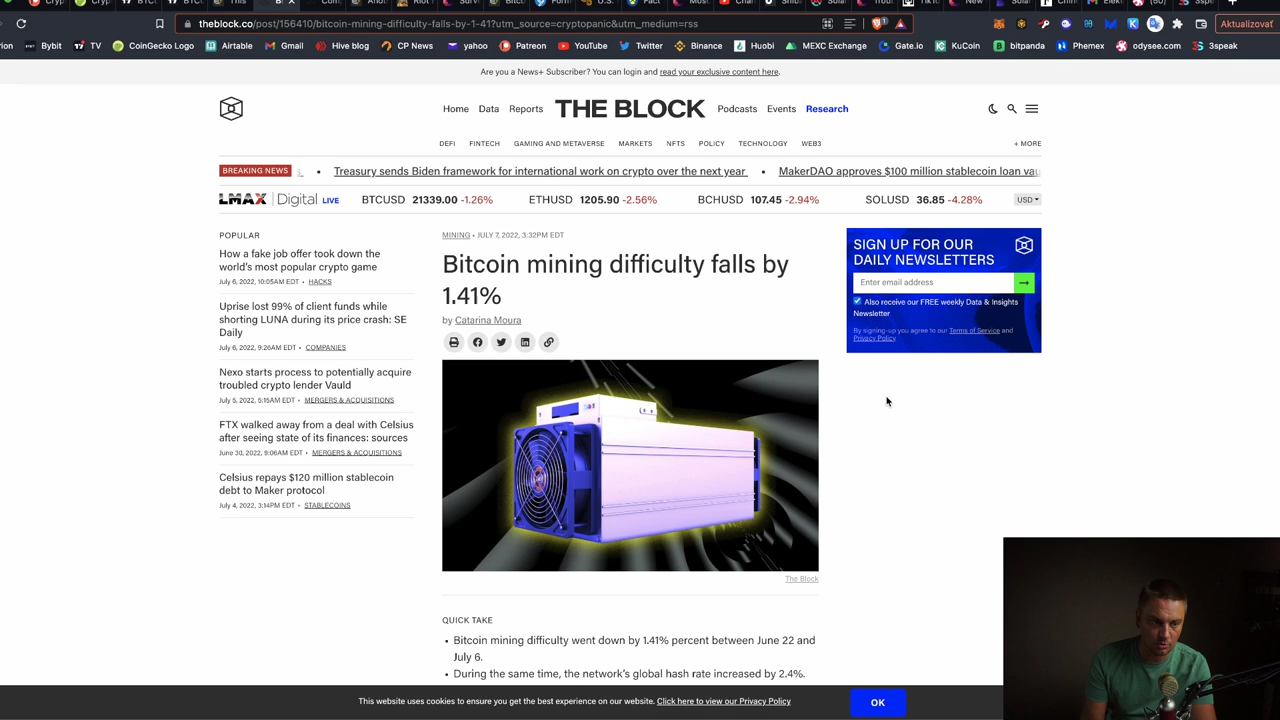 theblock.co/post/156410/bitcoin-mining-difficulty-falls-by-1-41?utm_source=cryptopanic&utm_medium=rss
Aktualizovat
Bybit TV CoinGecko Logo Airtable Gmail Hive blog CP News yahoo Patreon YouTube Twitter Binance Huobi MEXC Exchange Gate.io KuCoin bitpanda Phemex odysee.com 3speak
Are you a News+ Subscriber? You can login and read your exclusive content here.
Home Data Reports THE BLOCK Podcasts Events Research
DEFI FINTECH GAMING AND METAVERSE MARKETS NFTS POLICY TECHNOLOGY WEB3 + MORE
BREAKING NEWS • Treasury sends Biden framework for international work on crypto over the next year • MakerDAO approves $100 million stablecoin loan vau
LMAX Digital LIVE BTCUSD 21339.00 -1.26% ETHUSD 1205.90 -2.56% BCHUSD 107.45 -2.94% SOLUSD 36.85 -4.28% USD
POPULAR
How a fake job offer took down the
world's most popular crypto game
July 6, 2022, 10:05AM EDT • HACKS
Uprise lost 99% of client funds while
shorting LUNA during its price crash: SE
Daily
July 6, 2022, 9:26AM EDT • COMPANIES
Nexo starts process to potentially acquire
troubled crypto lender Vauld
July 5, 2022, 5:15AM EDT • MERGERS & ACQUISITIONS
FTX walked away from a deal with Celsius
after seeing state of its finances: sources
June 30, 2022, 9:06AM EDT • MERGERS & ACQUISITIONS
Celsius repays $120 million stablecoin
debt to Maker protocol
July 4, 2022, 3:14PM EDT • STABLECOINS
MINING • JULY 7, 2022, 3:32PM EDT
Bitcoin mining difficulty falls by
1.41%
by Catarina Moura
The Block
QUICK TAKE
• Bitcoin mining difficulty went down by 1.41% percent between June 22 and
July 6.
• During the same time, the network's global hash rate increased by 2.4%.
SIGN UP FOR OUR
DAILY NEWSLETTERS
Enter email address
Also receive our FREE weekly Data & Insights
Newsletter
By signing-up you agree to our Terms of Service and
Privacy Policy
This website uses cookies to ensure you get the best experience on our website. Click here to view our Privacy Policy
OK